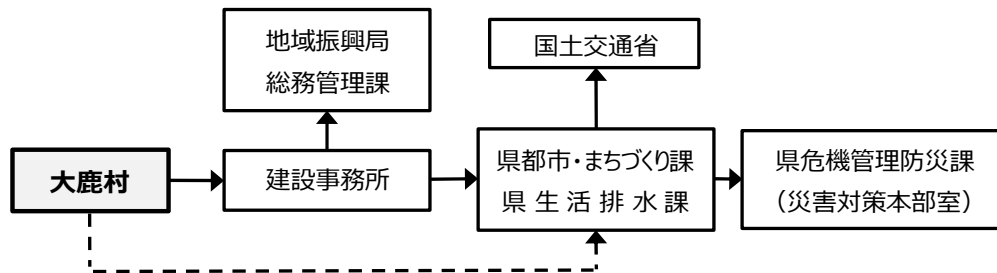 地域振興局
総務管理課
国土交通省
大鹿村
建設事務所
県都市・まちづくり課
県生活排水課
県危機管理防災課
（災害対策本部室）